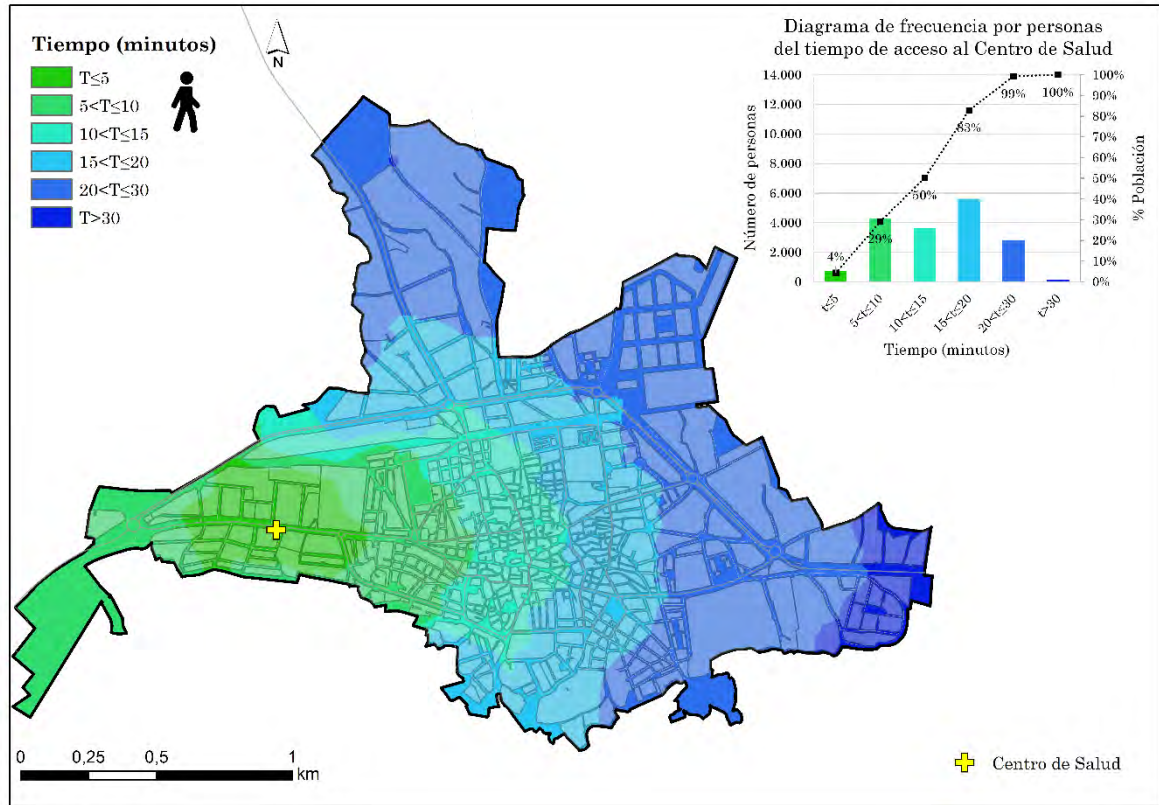 Tiempo (minutos)
T≤5
5<T≤10
10<T≤15
15<T≤20
20<T≤30
T>30
N
Diagrama de frecuencia por personas
del tiempo de acceso al Centro de Salud
Número de personas
14.000
12.000
10.000
8.000
6.000
4.000
2.000
0
4%
29%
50%
83%
99%
100%
100%
90%
80%
70%
60%
50%
40%
30%
20%
10%
0%
% Población
t≤5
5<t≤10
10<t≤15
15<t≤20
20<t≤30
t>30
Tiempo (minutos)
0 0,25 0,5 1
km
Centro de Salud